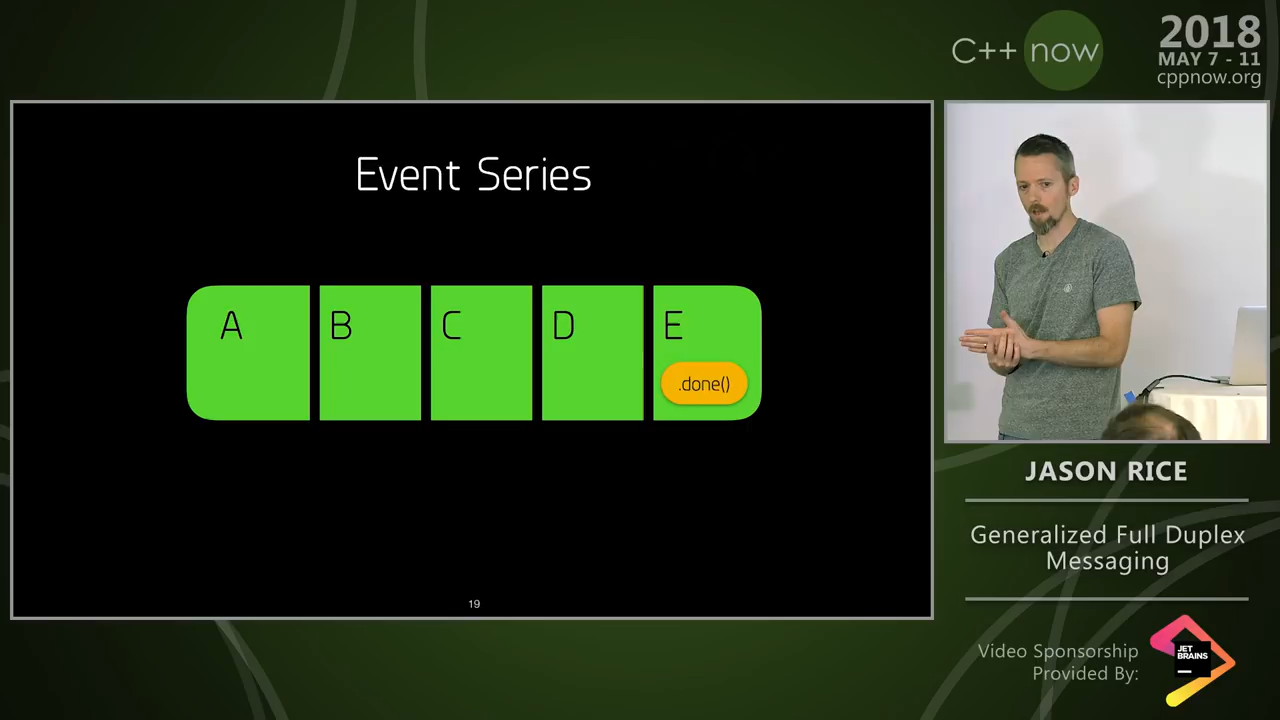 C++ now
2018
MAY 7 - 11
cppnow.org
Event Series
A
B
C
D
E
.done()
19
JASON RICE
Generalized Full Duplex
Messaging
Video Sponsorship
Provided By:
JET
BRAINS